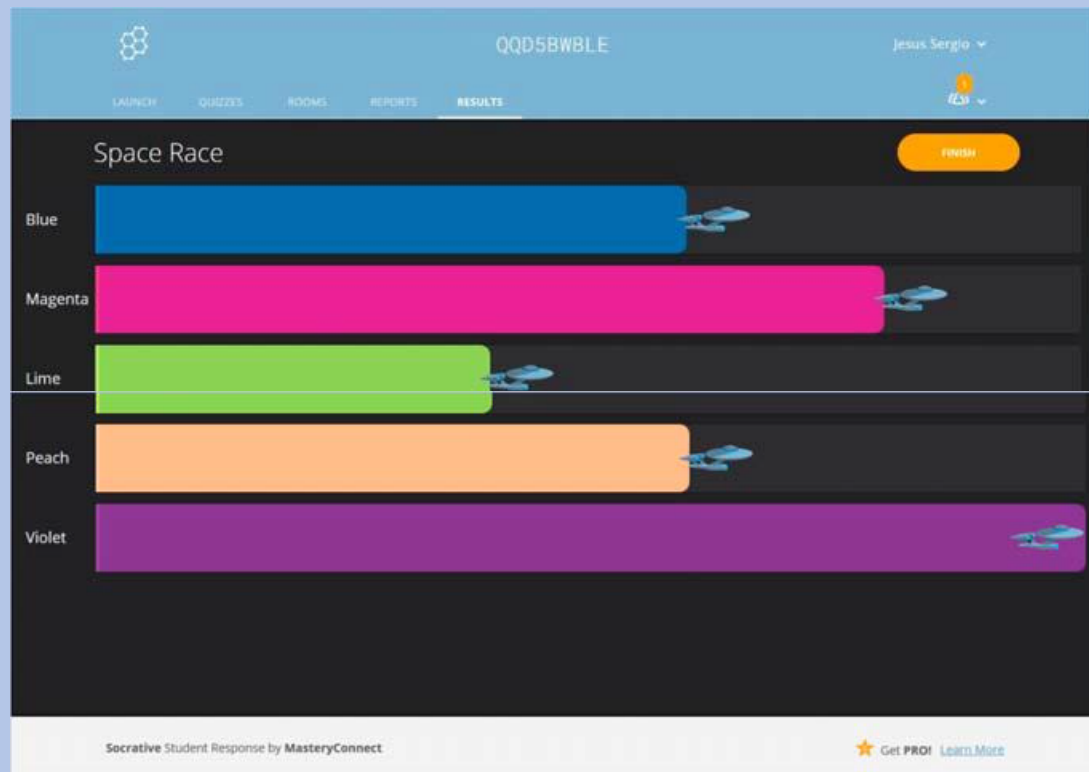 QQD5BWBLE
Jesus Sergio
LAUNCH QUIZZES ROOMS REPORTS RESULTS
1
Space Race
FINISH
Blue
Magenta
Lime
Peach
Violet
Socrative Student Response by MasteryConnect
Get PRO! Learn More